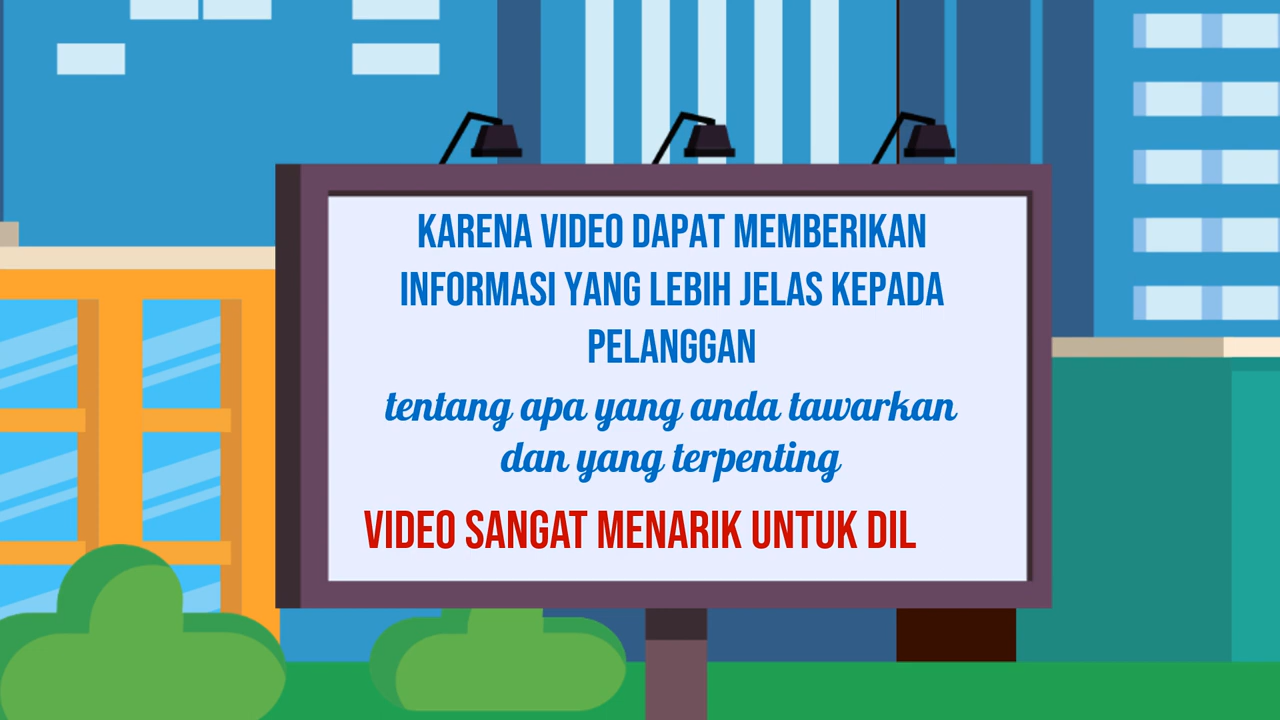 KARENA VIDEO DAPAT MEMBERIKAN
INFORMASI YANG LEBIH JELAS KEPADA
PELANGGAN
tentang apa yang anda tawarkan
dan yang terpenting
VIDEO SANGAT MENARIK UNTUK DIL